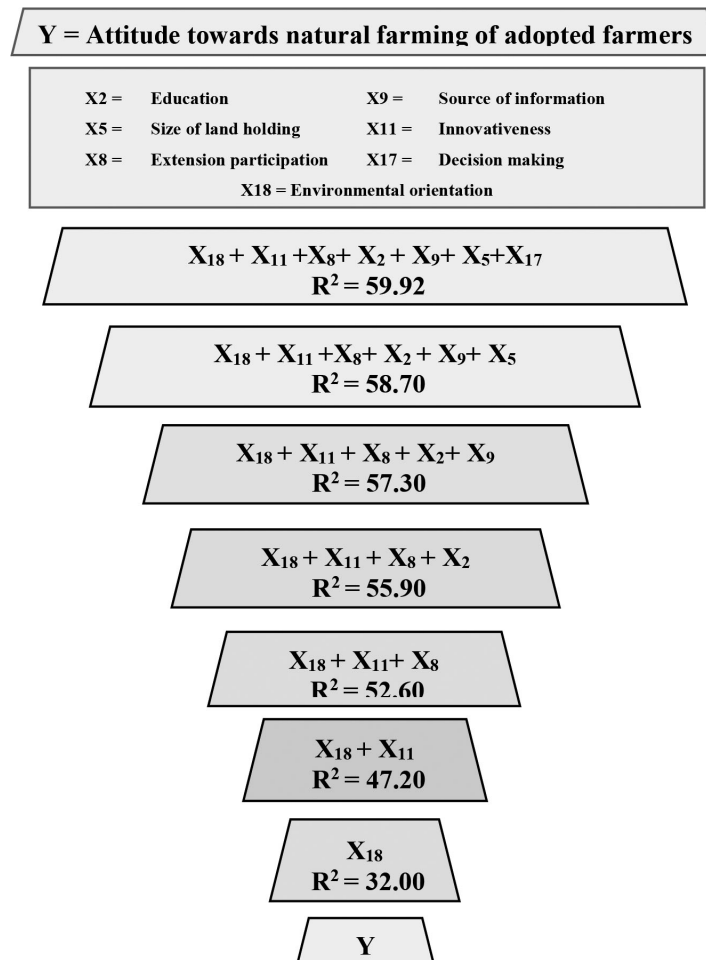 Y = Attitude towards natural farming of adopted farmers
X2 = Education X9 = Source of information
X5 = Size of land holding X11 = Innovativeness
X8 = Extension participation X17 = Decision making
X18 = Environmental orientation
X₁₈ + X₁₁ +X₈+ X₂ + X₉+ X₅+X₁₇
R² = 59.92
X₁₈ + X₁₁ +X₈+ X₂ + X₉+ X₅
R² = 58.70
X₁₈ + X₁₁ + X₈ + X₂+ X₉
R² = 57.30
X₁₈ + X₁₁ + X₈ + X₂
R² = 55.90
X₁₈ + X₁₁+ X₈
R² = 52.60
X₁₈ + X₁₁
R² = 47.20
X₁₈
R² = 32.00
Y